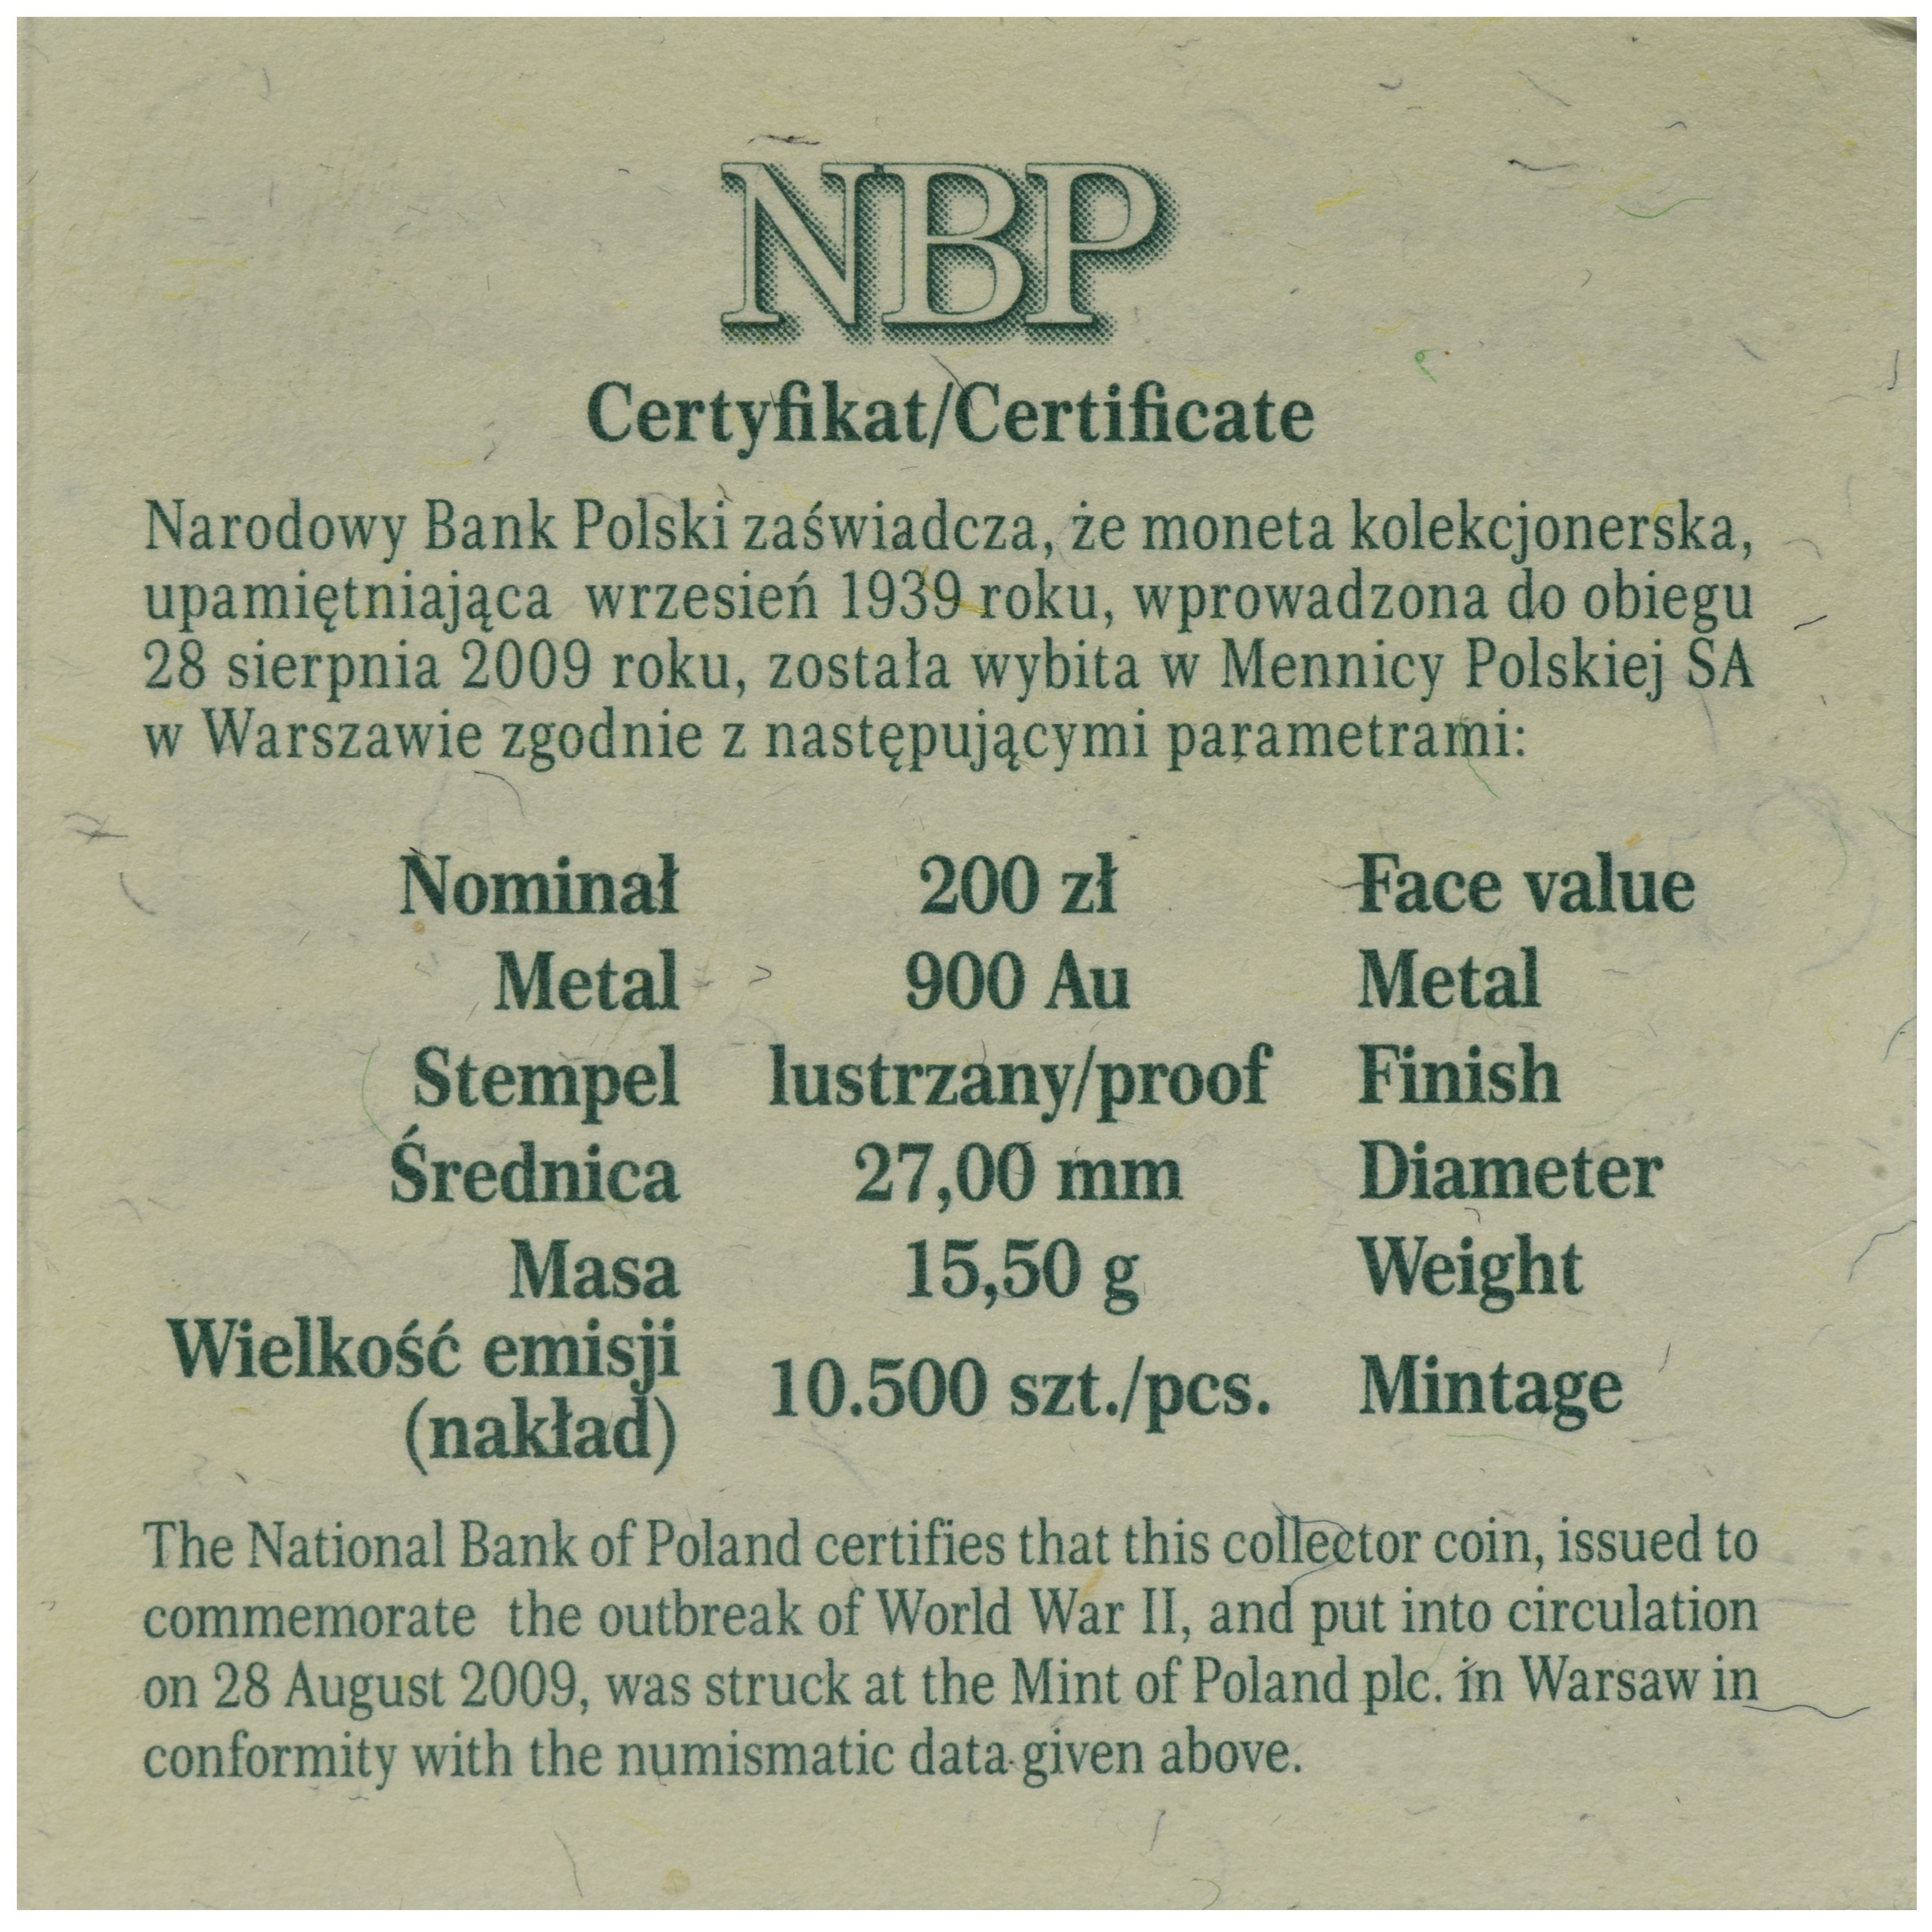 NBP
Certyfikat/Certificate
Narodowy Bank Polski zaświadcza, że moneta kolekcjonerska,
upamiętniająca wrzesień 1939 roku, wprowadzona do obiegu
28 sierpnia 2009 roku, została wybita w Mennicy Polskiej SA
w Warszawie zgodnie z następującymi parametrami:
Nominał 200 zł Face value
Metal 900 Au Metal
Stempel lustrzany/proof Finish
Średnica 27,00 mm Diameter
Masa 15,50 g Weight
Wielkość emisji
(nakład) 10.500 szt./pcs. Mintage
The National Bank of Poland certifies that this collector coin, issued to
commemorate the outbreak of World War II, and put into circulation
on 28 August 2009, was struck at the Mint of Poland plc. in Warsaw in
conformity with the numismatic data given above.